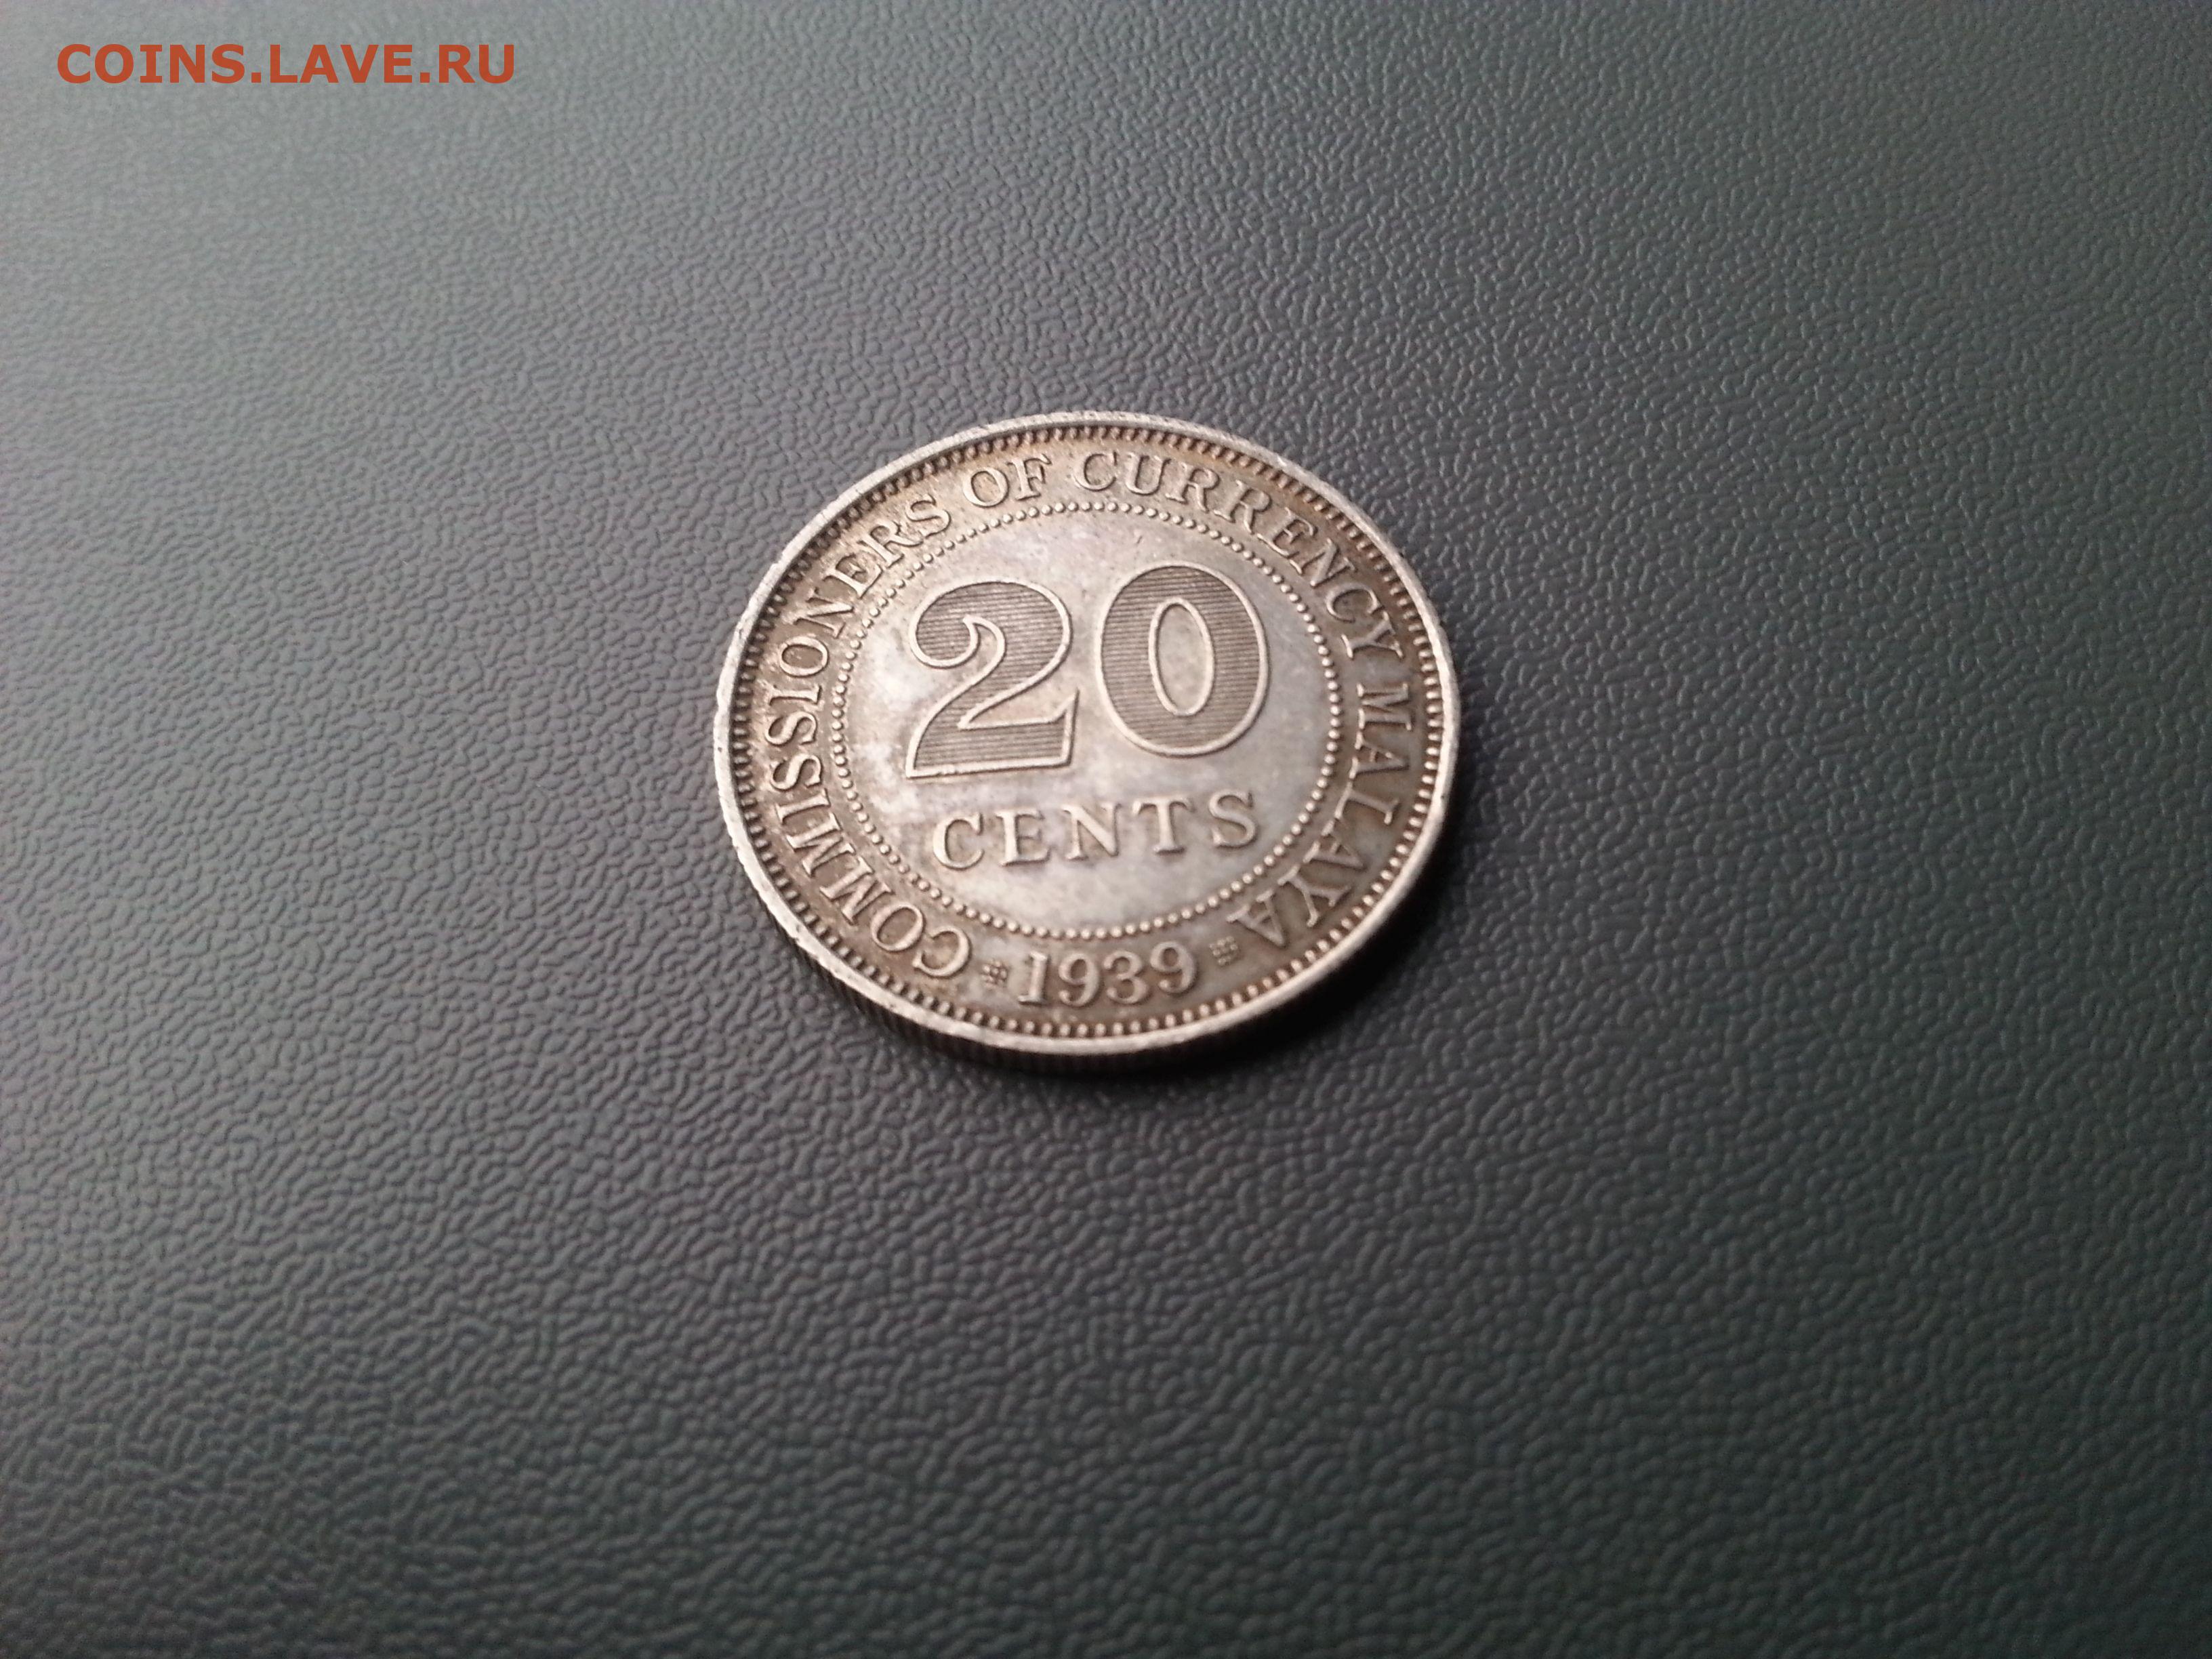 COINS.LAVE.RU
COMMISSIONERS OF CURRENCY MALAYA
20
CENTS
1939